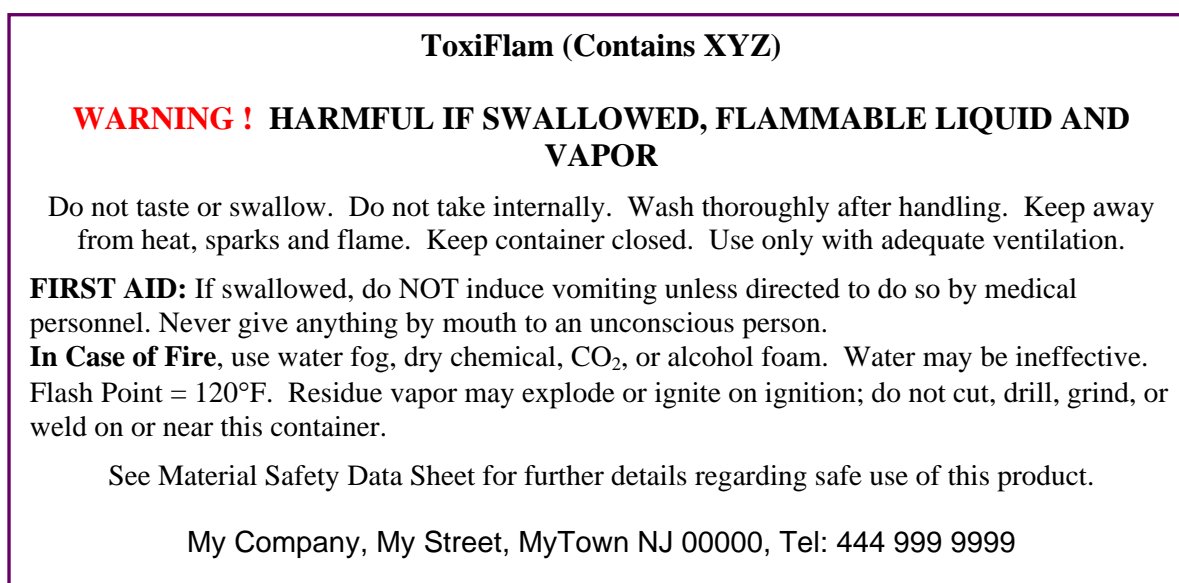 ToxiFlam (Contains XYZ)
WARNING ! HARMFUL IF SWALLOWED, FLAMMABLE LIQUID AND
VAPOR
Do not taste or swallow. Do not take internally. Wash thoroughly after handling. Keep away
from heat, sparks and flame. Keep container closed. Use only with adequate ventilation.
FIRST AID: If swallowed, do NOT induce vomiting unless directed to do so by medical
personnel. Never give anything by mouth to an unconscious person.
In Case of Fire, use water fog, dry chemical, CO₂, or alcohol foam. Water may be ineffective.
Flash Point = 120°F. Residue vapor may explode or ignite on ignition; do not cut, drill, grind, or
weld on or near this container.
See Material Safety Data Sheet for further details regarding safe use of this product.
My Company, My Street, MyTown NJ 00000, Tel: 444 999 9999